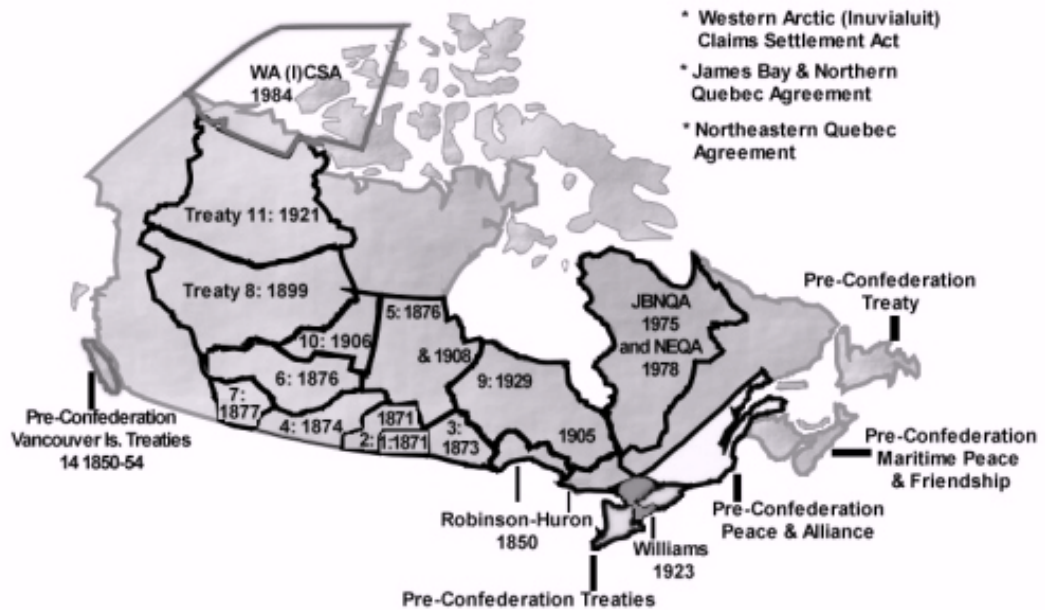 * Western Arctic (Inuvialuit)
Claims Settlement Act
* James Bay & Northern
Quebec Agreement
* Northeastern Quebec
Agreement
WA (I)CSA
1984
Treaty 11: 1921
Treaty 8: 1899
5: 1876
& 1908
10: 1906
6: 1876
7:
1877
4: 1874
1871
2:
1:1871
3:
1873
9: 1929
1905
JBNQA
1975
and NEQA
1978
Pre-Confederation
Treaty
Pre-Confederation
Vancouver Is. Treaties
14 1850-54
Pre-Confederation
Maritime Peace
& Friendship
Pre-Confederation
Peace & Alliance
Robinson-Huron
1850
Williams
1923
Pre-Confederation Treaties